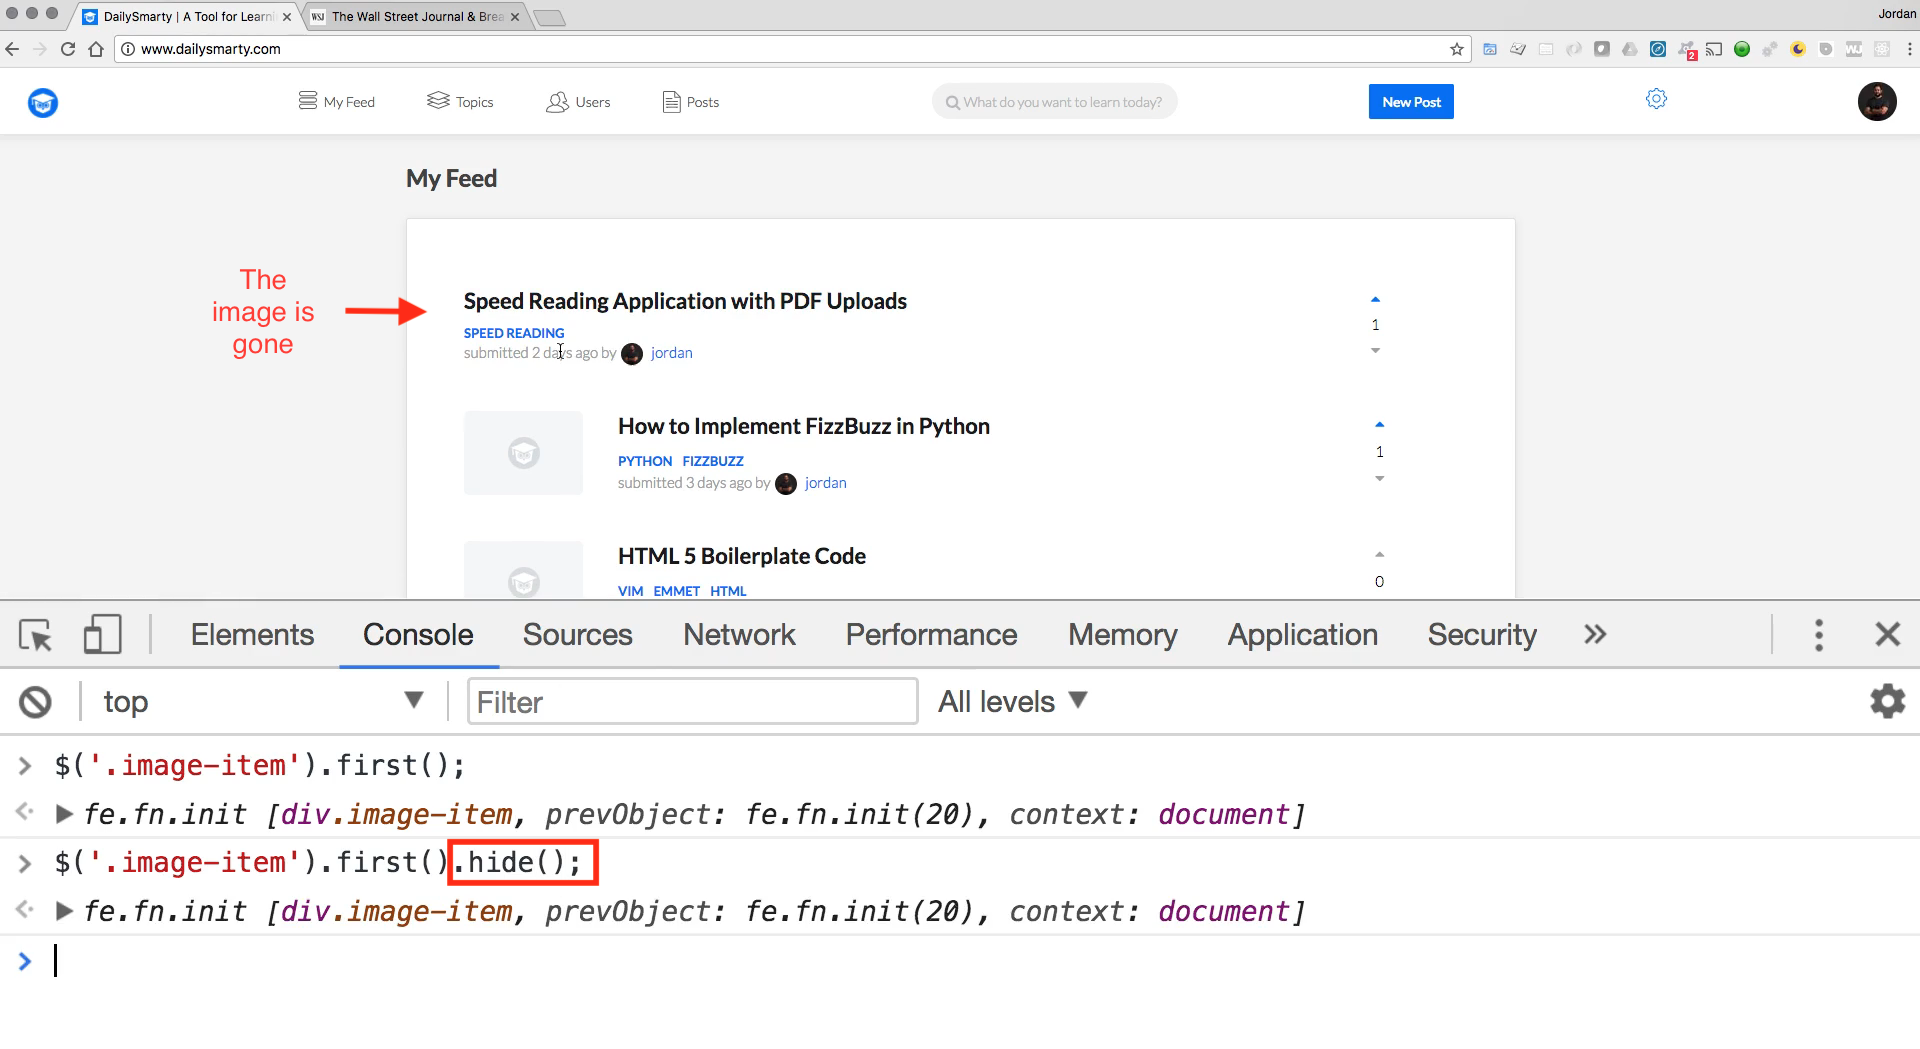 DailySmarty | A Tool for Learni
WSJ The Wall Street Journal & Brea
Jordan
www.dailysmarty.com
2
My Feed Topics Users Posts What do you want to learn today? New Post
My Feed
The
image is
gone
Speed Reading Application with PDF Uploads
SPEED READING
submitted 2 days ago by jordan
1
How to Implement FizzBuzz in Python
PYTHON FIZZBUZZ
submitted 3 days ago by jordan
1
HTML 5 Boilerplate Code
VIM EMMET HTML
0
Elements Console Sources Network Performance Memory Application Security »
top ▼ Filter All levels ▼
> $('.image-item').first();
fe.fn.init [div.image-item, prevObject: fe.fn.init(20), context: document]
> $('.image-item').first().hide();
fe.fn.init [div.image-item, prevObject: fe.fn.init(20), context: document]
>